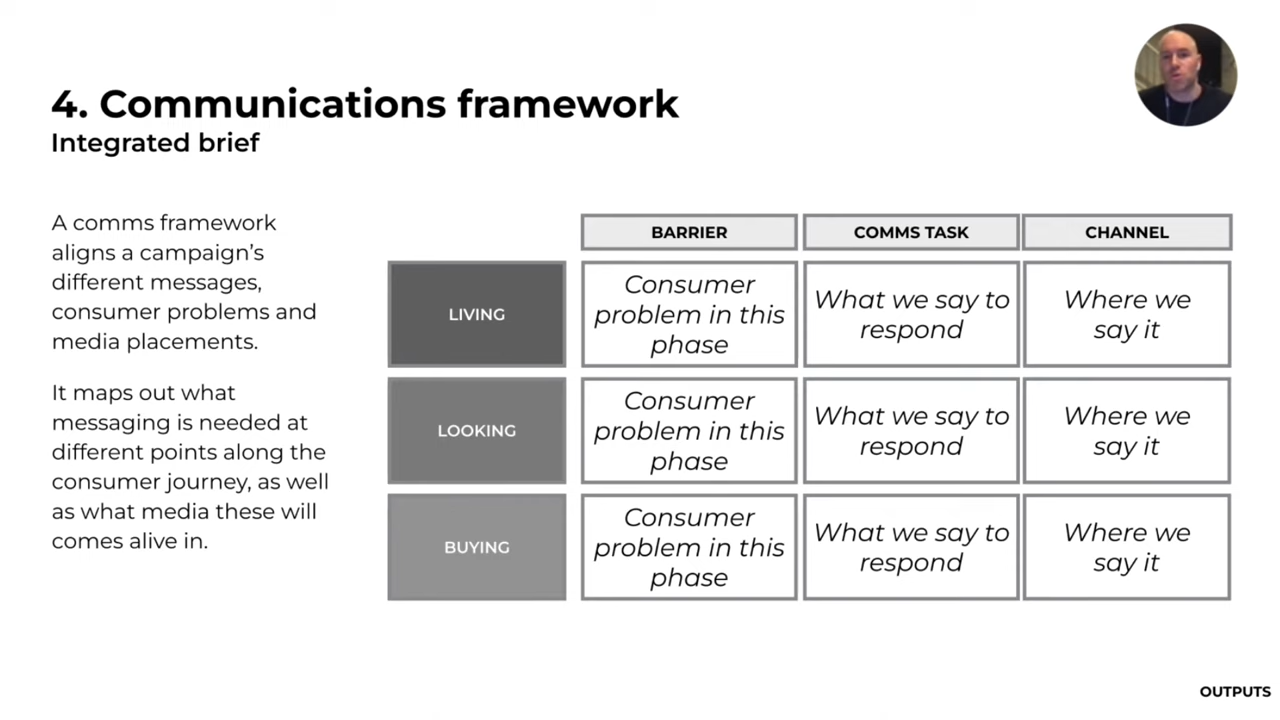 4. Communications framework
Integrated brief
A comms framework
aligns a campaign’s
different messages,
consumer problems and
media placements.
It maps out what
messaging is needed at
different points along the
consumer journey, as well
as what media these will
comes alive in.
BARRIER
COMMS TASK
CHANNEL
LIVING
Consumer
problem in this
phase
What we say to
respond
Where we
say it
LOOKING
Consumer
problem in this
phase
What we say to
respond
Where we
say it
BUYING
Consumer
problem in this
phase
What we say to
respond
Where we
say it
OUTPUTS